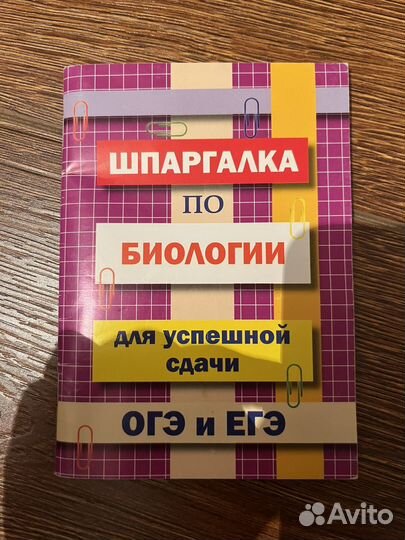 ШПАРГАЛКА
ПО
БИОЛОГИИ
для успешной
сдачи
ОГЭ и ЕГЭ
Avito